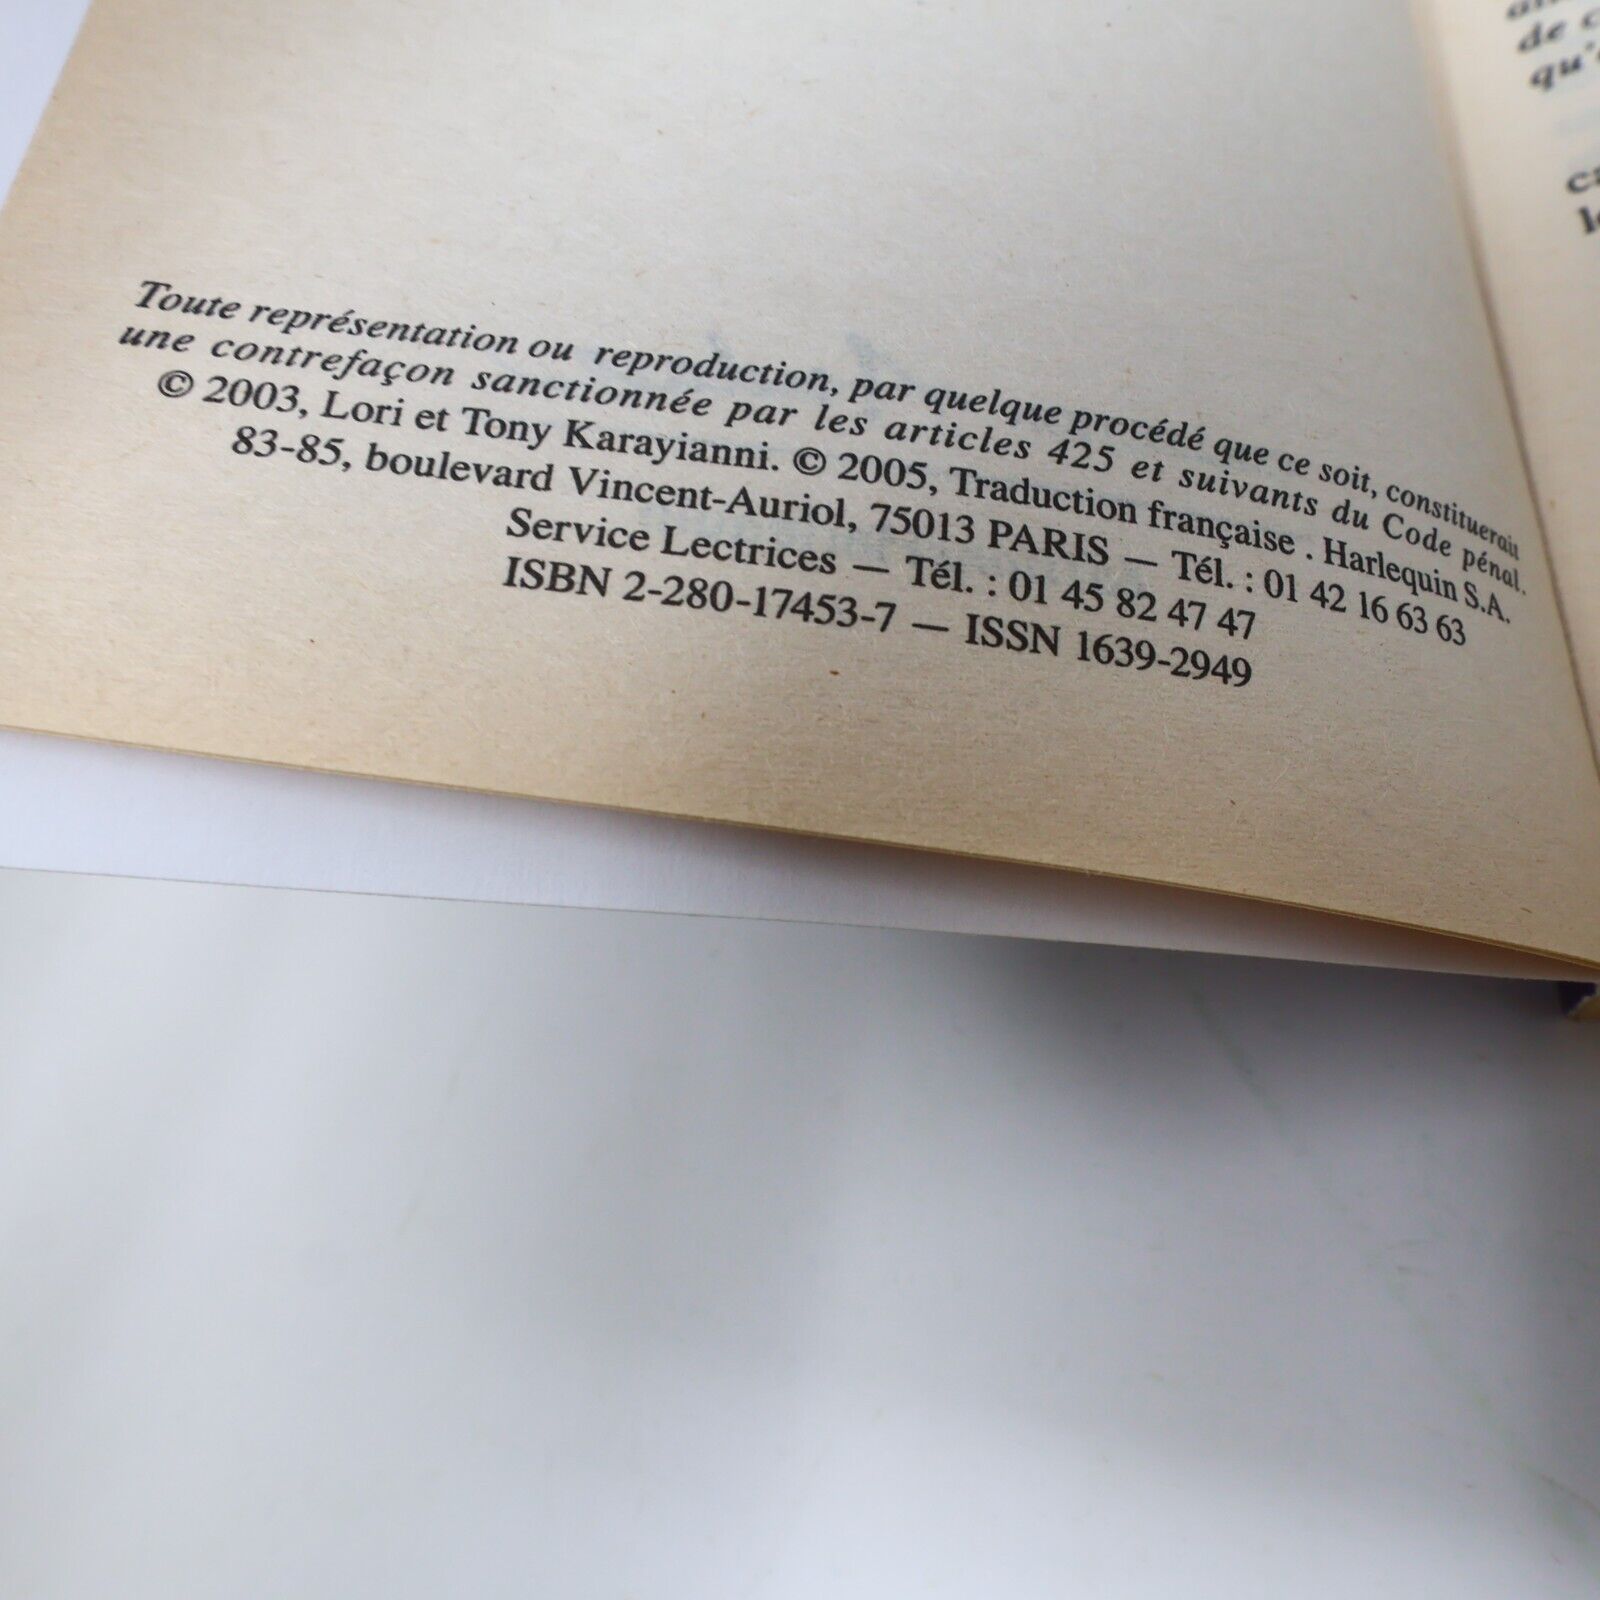 Toute représentation ou reproduction, par quelque procédé que ce soit, constituerait
une contrefaçon sanctionnée par les articles 425 et suivants du Code pénal.
© 2003, Lori et Tony Karayianni. © 2005, Traduction française . Harlequin S.A.
83-85, boulevard Vincent-Auriol, 75013 PARIS — Tél. : 01 42 16 63 63
Service Lectrices — Tél. : 01 45 82 47 47
ISBN 2-280-17453-7 — ISSN 1639-2949